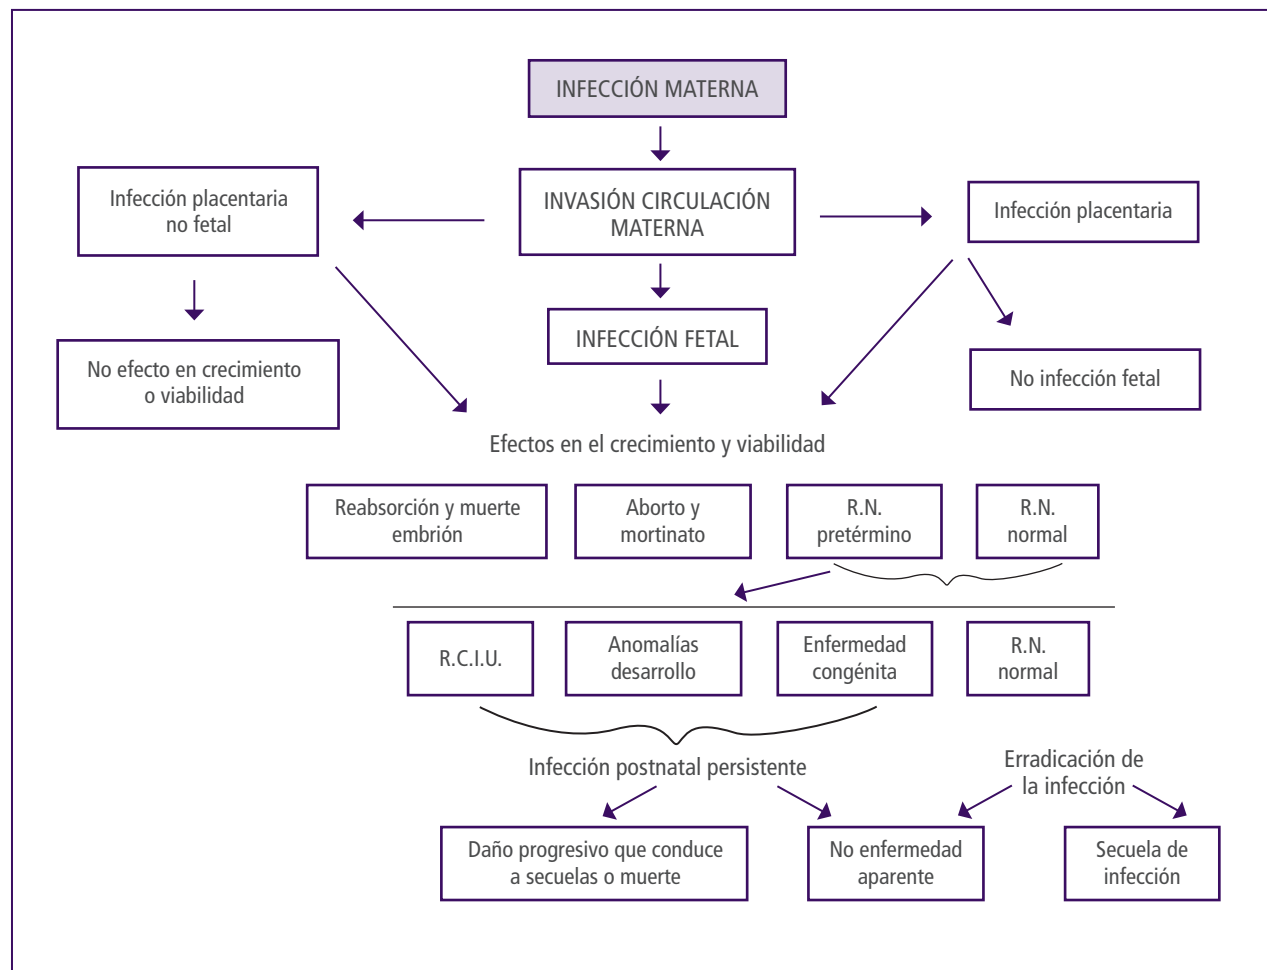 INFECCIÓN MATERNA
Infección placentaria
no fetal
INVASIÓN CIRCULACIÓN
MATERNA
Infección placentaria
No efecto en crecimiento
o viabilidad
INFECCIÓN FETAL
No infección fetal
Efectos en el crecimiento y viabilidad
Reabsorción y muerte
embrión
Aborto y
mortinato
R.N.
pretérmino
R.N.
normal
R.C.I.U.
Anomalías
desarrollo
Enfermedad
congénita
R.N.
normal
Infección postnatal persistente
Erradicación de
la infección
Daño progresivo que conduce
a secuelas o muerte
No enfermedad
aparente
Secuela de
infección